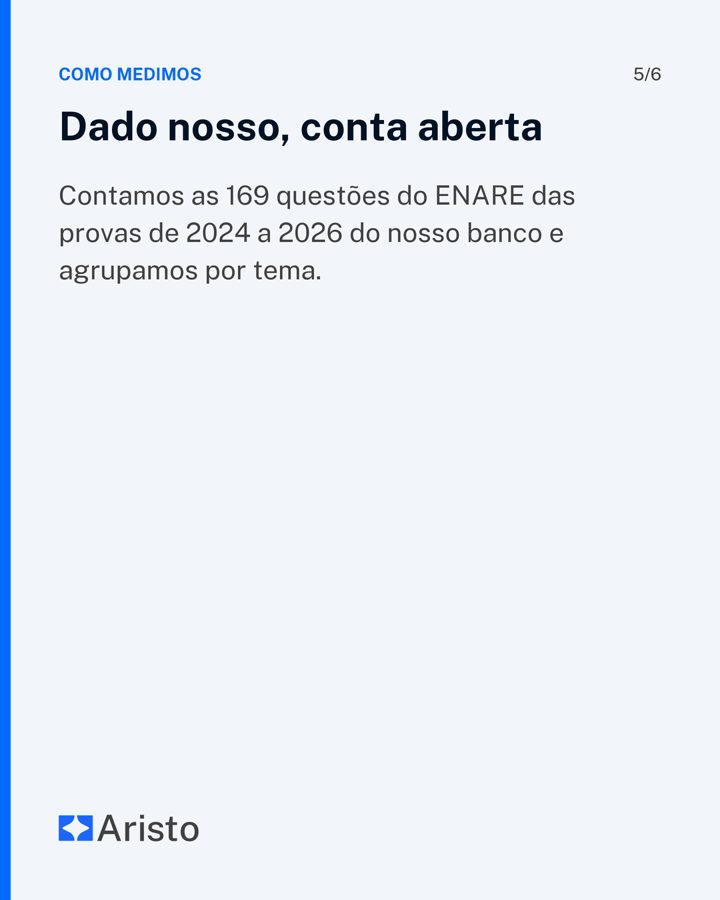 COMO MEDIMOS
5/6
Dado nosso, conta aberta
Contamos as 169 questões do ENARE das
provas de 2024 a 2026 do nosso banco e
agrupamos por tema.
Aristo